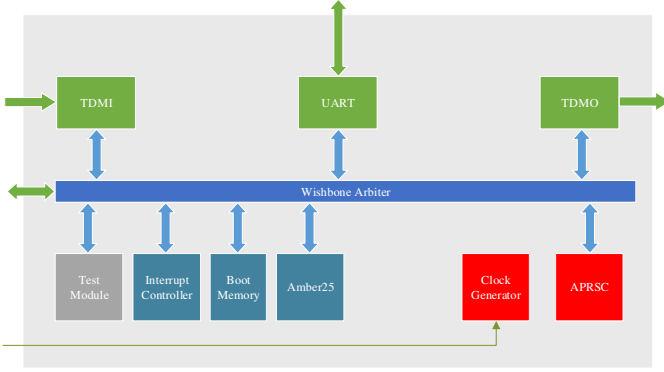 TDMI
UART
TDMO
Wishbone Arbiter
Test
Module
Interrupt
Controller
Boot
Memory
Amber25
Clock
Generator
APRSC